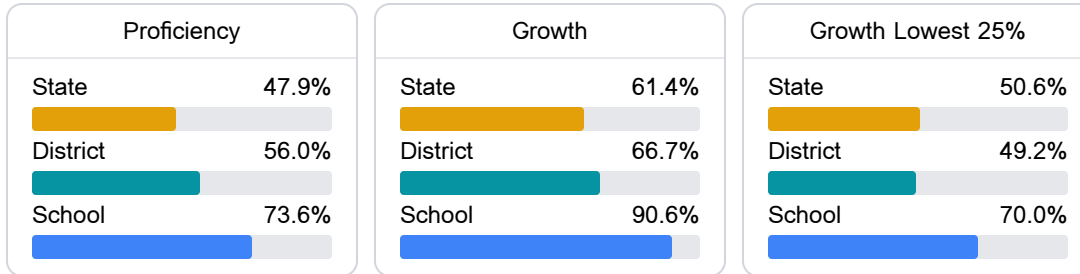 Proficiency
State 47.9%
District 56.0%
School 73.6%
Growth
State 61.4%
District 66.7%
School 90.6%
Growth Lowest 25%
State 50.6%
District 49.2%
School 70.0%